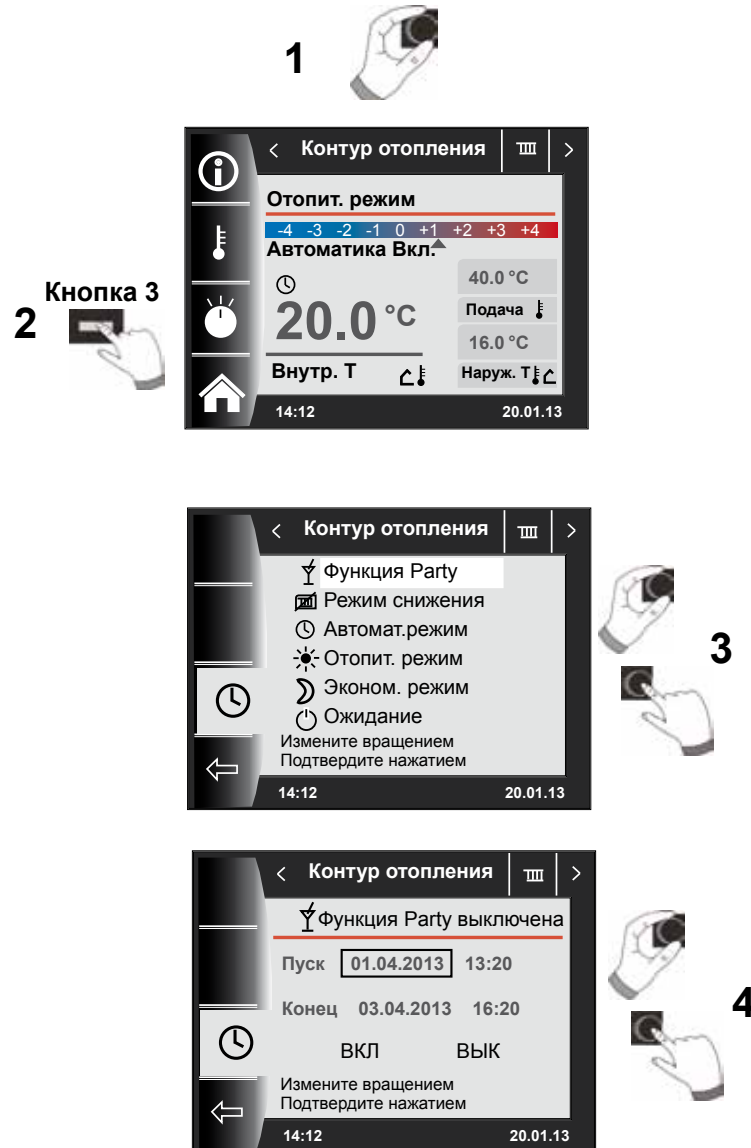 1
< Контур отопления >
Отопит. режим
-4 -3 -2 -1 0 +1 +2 +3 +4
Автоматика Вкл.
40.0 °C
Кнопка 3
2
20.0 °C
Подача
16.0 °C
Внутр. Т
Наруж. Т
14:12 20.01.13
< Контур отопления >
Функция Party
Режим снижения
Автомат.режим
3
Отопит. режим
Эконом. режим
Ожидание
Измените вращением
Подтвердите нажатием
14:12 20.01.13
< Контур отопления >
Функция Party выключена
Пуск 01.04.2013 13:20
Конец 03.04.2013 16:20
4
ВКЛ ВЫК
Измените вращением
Подтвердите нажатием
14:12 20.01.13